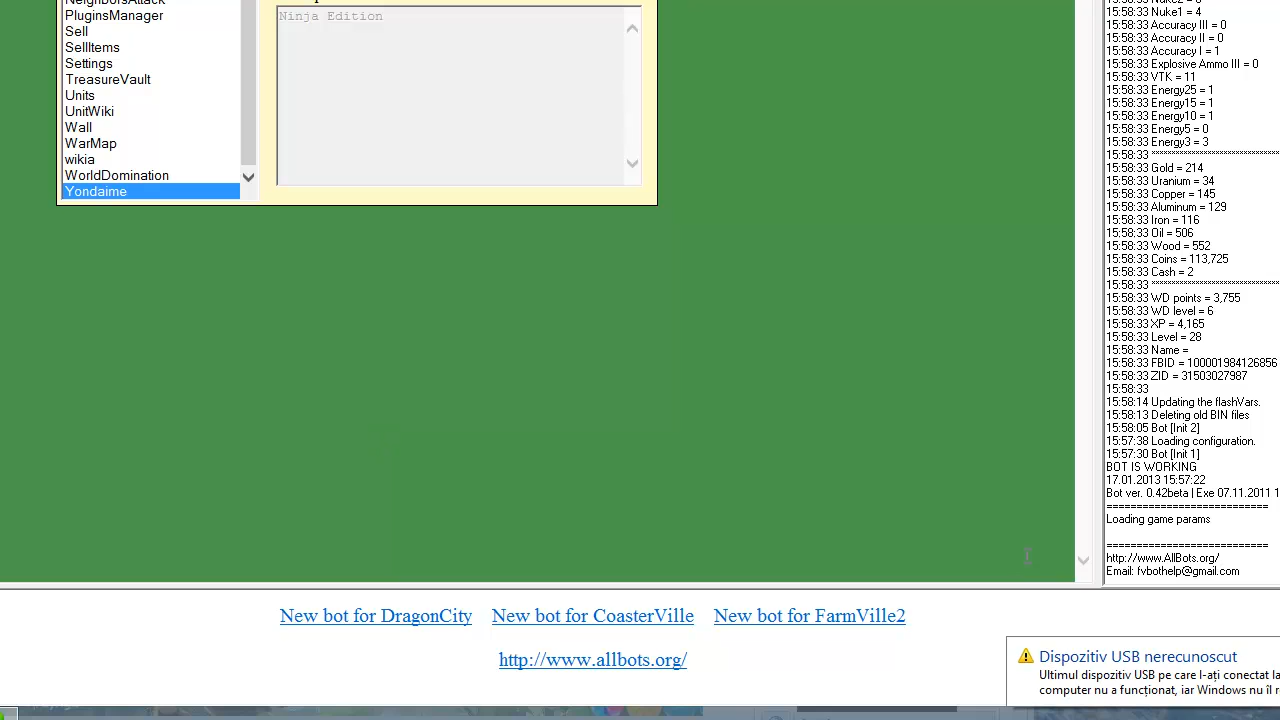 NeighborsAttack
PluginsManager
Sell
SellItems
Settings
TreasureVault
Units
UnitWiki
Wall
WarMap
wikia
WorldDomination
Yondaime
Ninja Edition
15:58:33 Nuke1 = 4
15:58:33 Accuracy III = 0
15:58:33 Accuracy II = 0
15:58:33 Accuracy I = 1
15:58:33 Explosive Ammo III = 0
15:58:33 VTK = 11
15:58:33 Energy25 = 1
15:58:33 Energy15 = 1
15:58:33 Energy10 = 1
15:58:33 Energy5 = 0
15:58:33 Energy3 = 3
15:58:33
15:58:33 Gold = 214
15:58:33 Uranium = 34
15:58:33 Copper = 145
15:58:33 Aluminum = 129
15:58:33 Iron = 116
15:58:33 Oil = 506
15:58:33 Wood = 552
15:58:33 Coins = 113,725
15:58:33 Cash = 2
15:58:33
15:58:33 WD points = 3,755
15:58:33 WD level = 6
15:58:33 XP = 4,165
15:58:33 Level = 28
15:58:33 Name =
15:58:33 FBID = 100001984126856
15:58:33 ZID = 31503027987
15:58:33
15:58:14 Updating the flashVars.
15:58:13 Deleting old BIN files
15:58:05 Bot [Init 2]
15:57:38 Loading configuration.
15:57:30 Bot [Init 1]
BOT IS WORKING
17.01.2013 15:57:22
Bot ver. 0.42beta | Exe 07.11.2011 1
==========================
Loading game params
==========================
http://www.AllBots.org/
Email: fvbothelp@gmail.com
New bot for DragonCity New bot for CoasterVille New bot for FarmVille2
http://www.allbots.org/
Dispozitiv USB nerecunoscut
Ultimul dispozitiv USB pe care l-ați conectat la
computer nu a funcționat, iar Windows nu îl